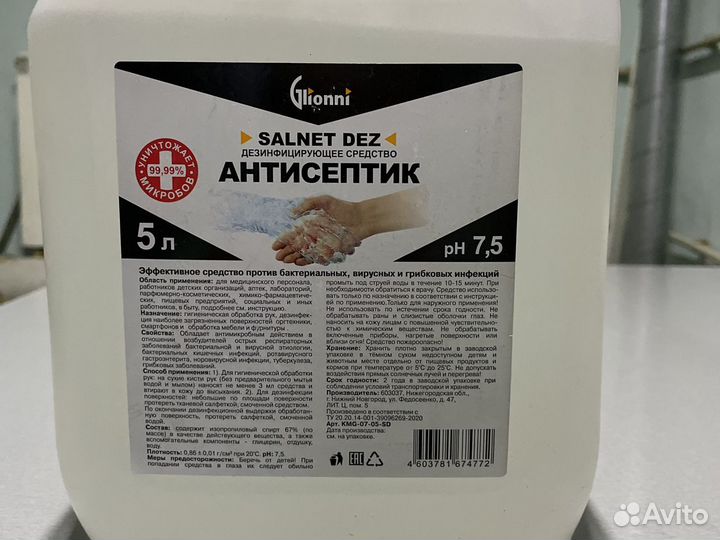 Glionni
SALNET DEZ
ДЕЗИНФИЦИРУЮЩЕЕ СРЕДСТВО
АНТИСЕПТИК
УНИЧТОЖАЕТ
99,99%
МИКРОБОВ
5 л
pH 7,5
Эффективное средство против бактериальных, вирусных и грибковых инфекций
Область применения: для медицинского персонала,
работников детских организаций, аптек, лабораторий,
парфюмерно-косметических, химико-фармацевтических,
пищевых предприятий, социальных и иных
работников, в быту, подробнее см. инструкцию.
Назначение: гигиеническая обработка рук, дезинфекция
наиболее загрязненных поверхностей оргтехники,
смартфонов и обработка мебели и фурнитуры
Свойства: Обладает антимикробным действием в
отношении возбудителей острых респираторных
заболеваний бактериальной и вирусной этиологии,
бактериальных кишечных инфекций, ротавирусного
гастроэнтерита, норовирусной инфекции, туберкулеза,
грибковых заболеваний.
Способ применения: 1). Для гигиенической обработки
рук: на сухие кисти рук (без предварительного мытья
водой и мылом) наносят не менее 3 мл средства и
втирают в кожу до высыхания. 2). Для дезинфекции
поверхностей: небольшие по площади поверхности
протереть тканевой салфеткой, смоченной средством.
По окончании дезинфекционной выдержки обработанную
поверхность, протереть салфеткой, смоченной
водой.
Состав: содержит изопропиловый спирт 67% (по
массе) в качестве действующего вещества, а также
вспомогательные компоненты - глицерин, отдушку,
воду.
Плотность: 0,86 ± 0,01 г/см³ при 20°С. pH: 7,5.
Меры предосторожности: Беречь от детей! При
попадании средства в глаза их следует обильно
промыть под струей воды в течение 10-15 минут. При
необходимости обратиться к врачу. Средство использовать
только по назначению в соответствии с инструкцией
по применению. Только для наружного применения!
Не использовать по истечении срока годности. Не
обрабатывать раны и слизистые оболочки глаз. Не
наносить на кожу лицам с повышенной чувствительностью
к химическим веществам. Не обрабатывать
включенные приборы, нагретые поверхности или
вблизи огня! Средство пожароопасно!
Хранение: Хранить плотно закрытым в заводской
упаковке в тёмном сухом недоступном детям и
животным месте отдельно от пищевых продуктов и
кормов при температуре от 5°С до 25°С. Не допускать
воздействия прямых солнечных лучей и перегрева!
Срок годности: 2 года в заводской упаковке при
соблюдении условий транспортировки и хранения.
Производитель: 603037, Нижегородская обл.,
г. Нижний Новгород, ул. Федосеенко, д. 47,
ЛИТ. Ц, пом. 5
Произведено в соответствии с
ТУ 20.20.14-001-39096269-2020
Арт. KMG-07-05-SD
Дата производства:
см. на упаковке.
EAC
4 603781 674772
Avito